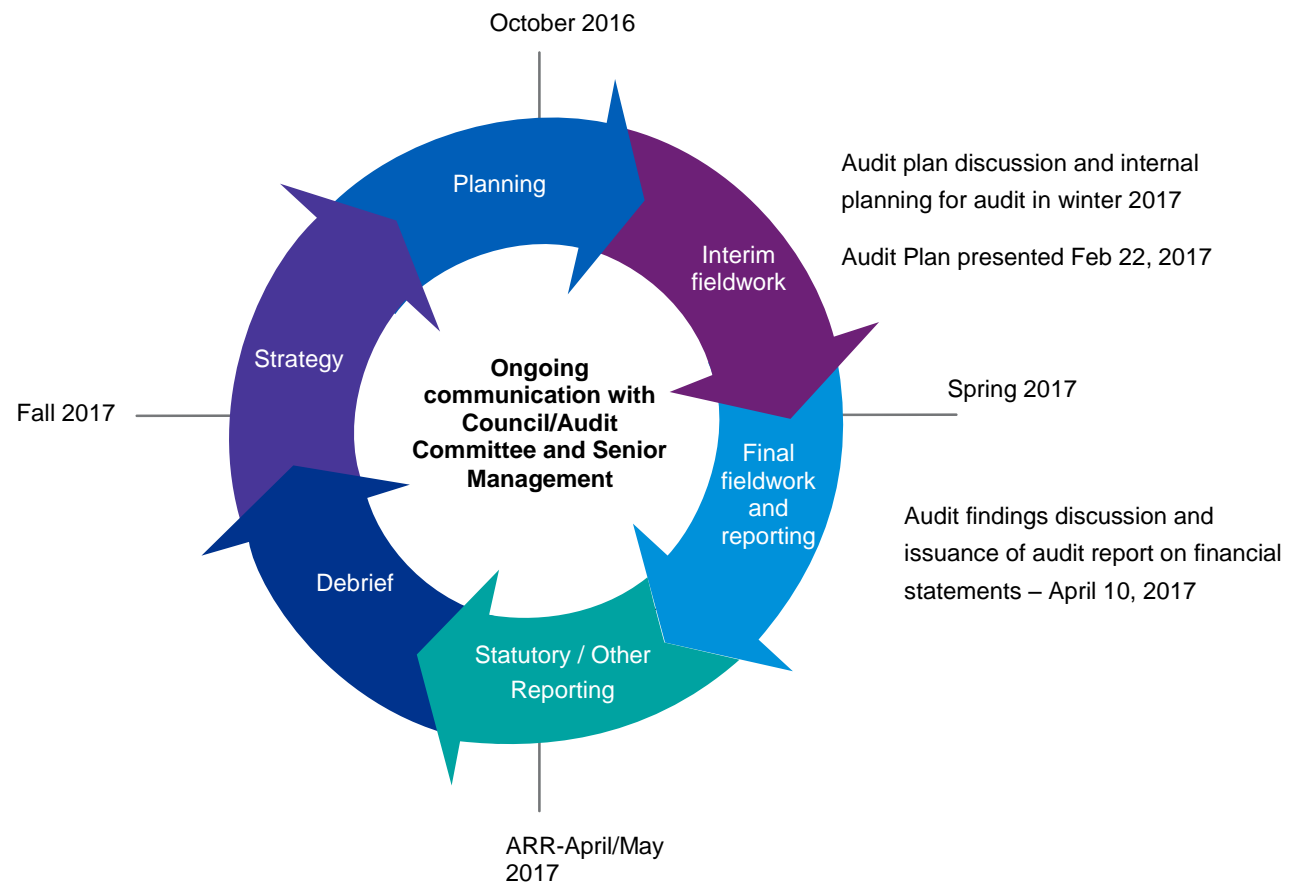 October 2016
Planning
Audit plan discussion and internal
planning for audit in winter 2017
Audit Plan presented Feb 22, 2017
Interim
fieldwork
Strategy
Ongoing
communication with
Council/Audit
Committee and Senior
Management
Fall 2017
Spring 2017
Final
fieldwork
and
reporting
Audit findings discussion and
issuance of audit report on financial
statements – April 10, 2017
Debrief
Statutory / Other
Reporting
ARR-April/May
2017